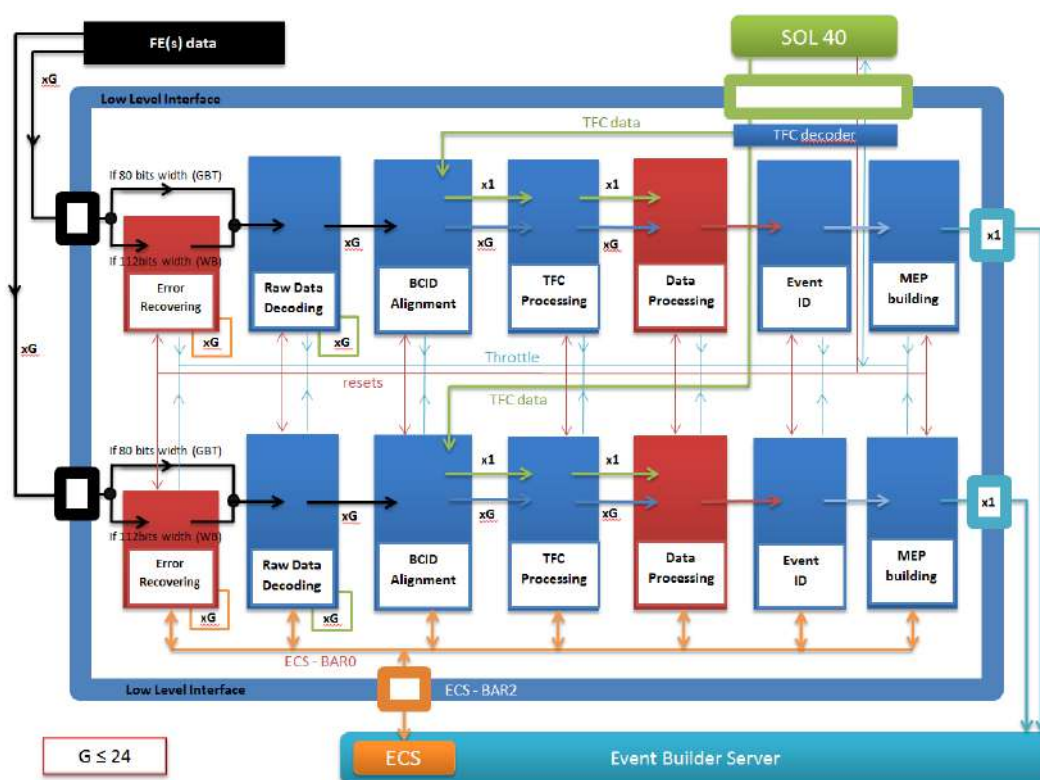 FE(s) data
SOL 40
xG
Low Level Interface
TFC data
TFC decoder
If 80 bits width (GBT)
x1
x1
xG
xG
xG
x1
If 112bits width (WB)
Error
Recovering
Raw Data
Decoding
BCID
Alignment
TFC
Processing
Data
Processing
Event
ID
MEP
building
xG
xG
xG
Throttle
resets
TFC data
If 80 bits width (GBT)
x1
x1
xG
xG
xG
x1
If 112bits width (WB)
Error
Recovering
Raw Data
Decoding
BCID
Alignment
TFC
Processing
Data
Processing
Event
ID
MEP
building
xG
xG
ECS - BAR0
Low Level Interface
ECS - BAR2
G ≤ 24
ECS
Event Builder Server